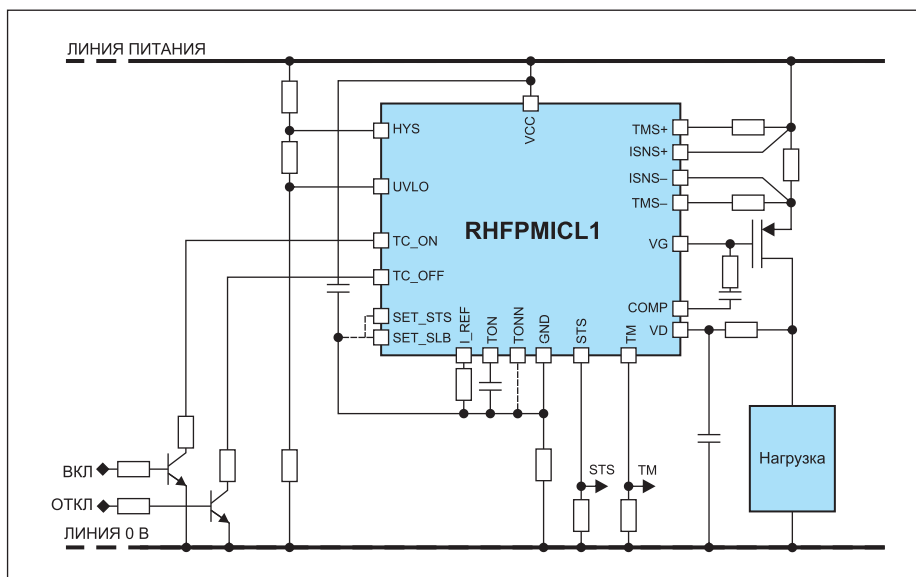 ЛИНИЯ ПИТАНИЯ
VCC
HYS
UVLO
TC_ON
TC_OFF
SET_STS
SET_SLB
RHFPMICL1
TMS+
ISNS+
ISNS–
TMS–
VG
COMP
VD
I_REF
TON
TONN
GND
STS
TM
STS
TM
Нагрузка
ВКЛ
ОТКЛ
ЛИНИЯ 0 В